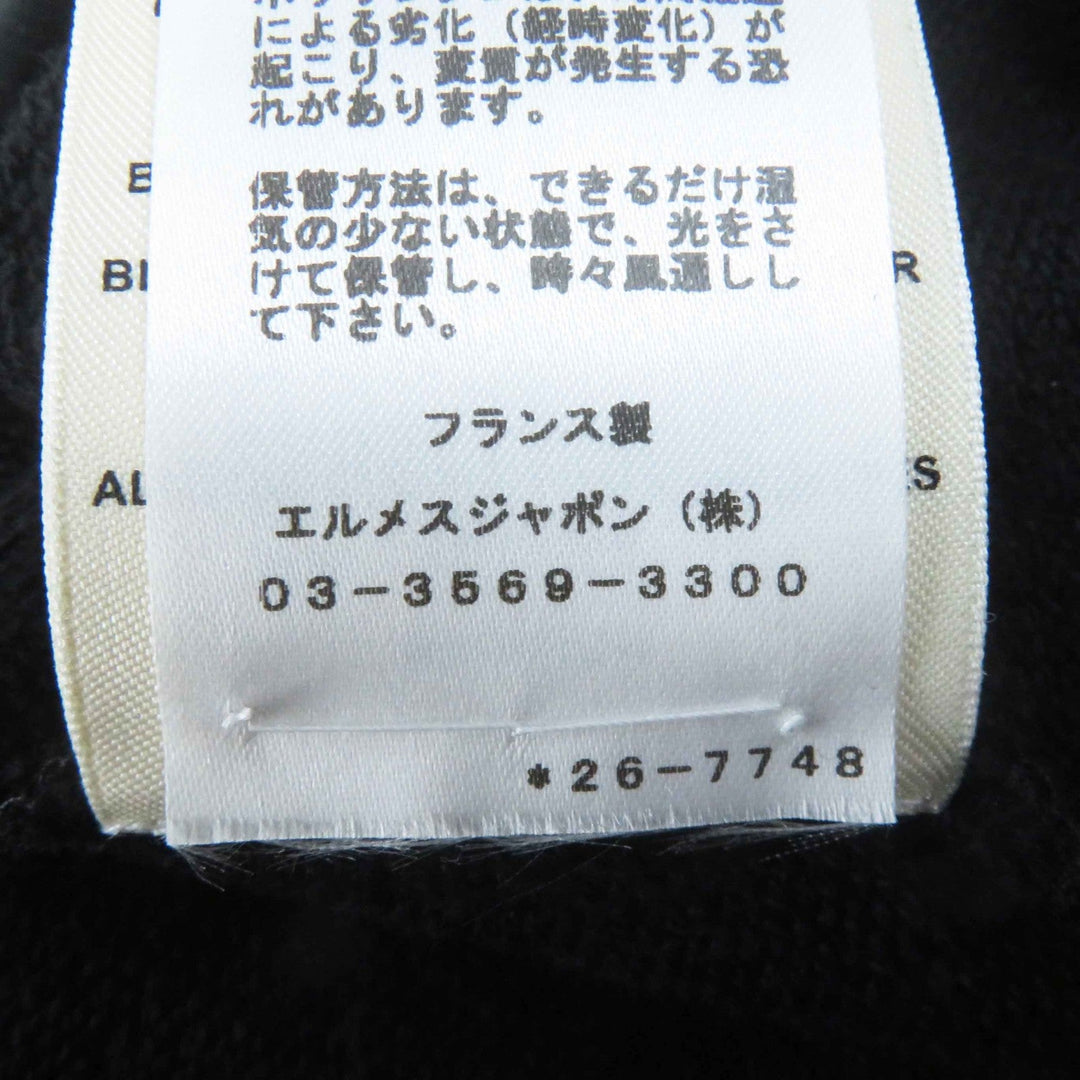 による劣化（経時変化）が
起こり、変質が発生する恐
れがあります。
保管方法は、できるだけ湿
気の少ない状態で、光をさ
けて保管し、時々風通しし
て下さい。
フランス製
エルメスジャポン（株）
03-3569-3300
*26-7748
E
BL
R
AL
ES